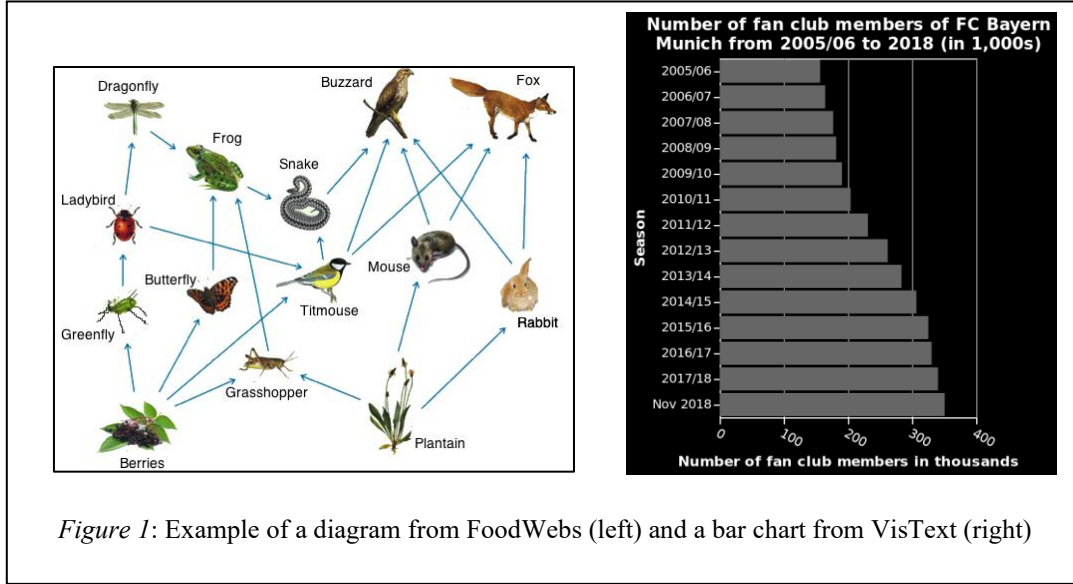 Dragonfly
Buzzard
Fox
Frog
Snake
Ladybird
Butterfly
Mouse
Titmouse
Greenfly
Rabbit
Grasshopper
Berries
Plantain
Number of fan club members of FC Bayern
Munich from 2005/06 to 2018 (in 1,000s)
Season
2005/06
2006/07
2007/08
2008/09
2009/10
2010/11
2011/12
2012/13
2013/14
2014/15
2015/16
2016/17
2017/18
Nov 2018
0 100 200 300 400
Number of fan club members in thousands
Figure 1: Example of a diagram from FoodWebs (left) and a bar chart from VisText (right)